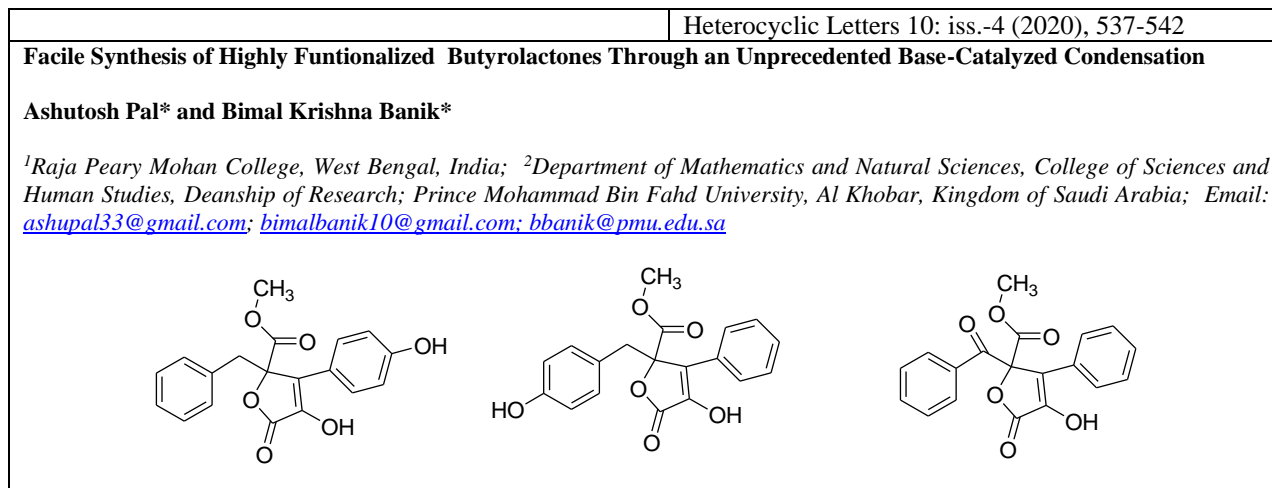 Heterocyclic Letters 10: iss.-4 (2020), 537-542
Facile Synthesis of Highly Funtionalized Butyrolactones Through an Unprecedented Base-Catalyzed Condensation
Ashutosh Pal* and Bimal Krishna Banik*
1Raja Peary Mohan College, West Bengal, India; 2Department of Mathematics and Natural Sciences, College of Sciences and
Human Studies, Deanship of Research; Prince Mohammad Bin Fahd University, Al Khobar, Kingdom of Saudi Arabia; Email:
ashupal33@gmail.com; bimalbanik10@gmail.com; bbanik@pmu.edu.sa
CH3
O
O
OH
O
OH
O
CH3
O
O
HO
O
OH
O
CH3
O
O
O
O
OH
O